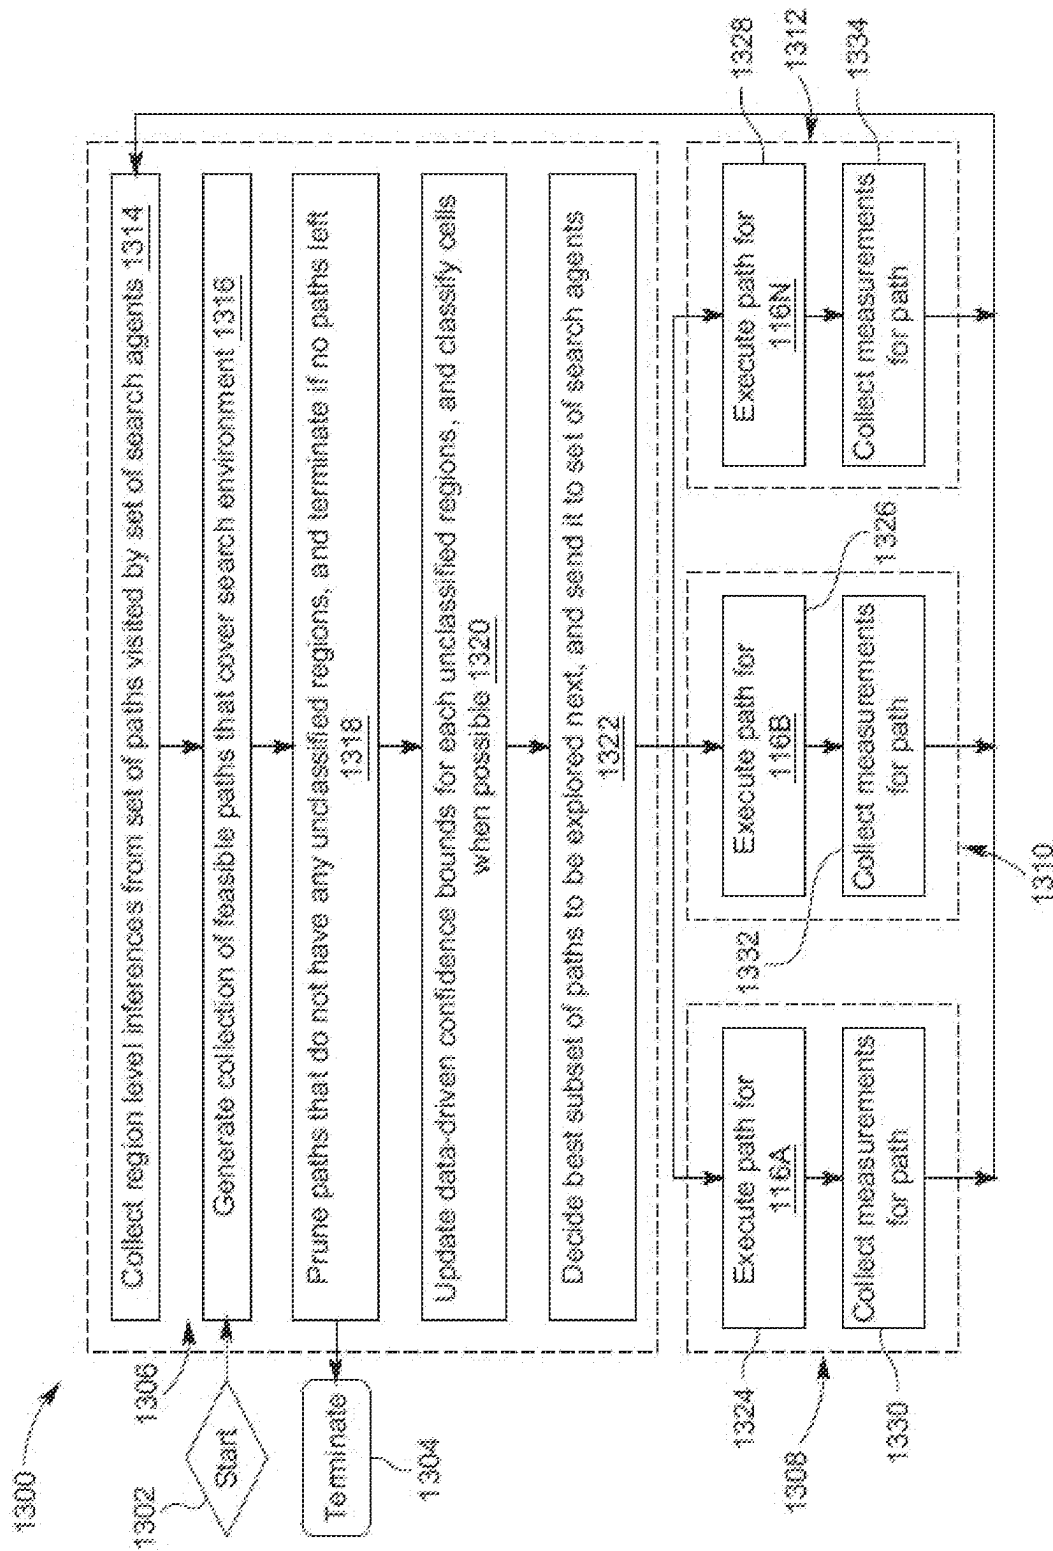 1300
1302
Start
1306
Collect region level inferences from set of paths visited by set of search agents 1314
Generate collection of feasible paths that cover search environment 1316
Prune paths that do not have any unclassified regions, and terminate if no paths left
1318
Terminate
1304
Update data-driven confidence bounds for each unclassified regions, and classify cells
when possible 1320
Decide best subset of paths to be explored next, and send it to set of search agents
1322
1324
Execute path for
116A
1308
1330
Collect measurements
for path
Execute path for
116B
1326
1332
Collect measurements
for path
1310
1328
Execute path for
116N
1312
1334
Collect measurements
for path